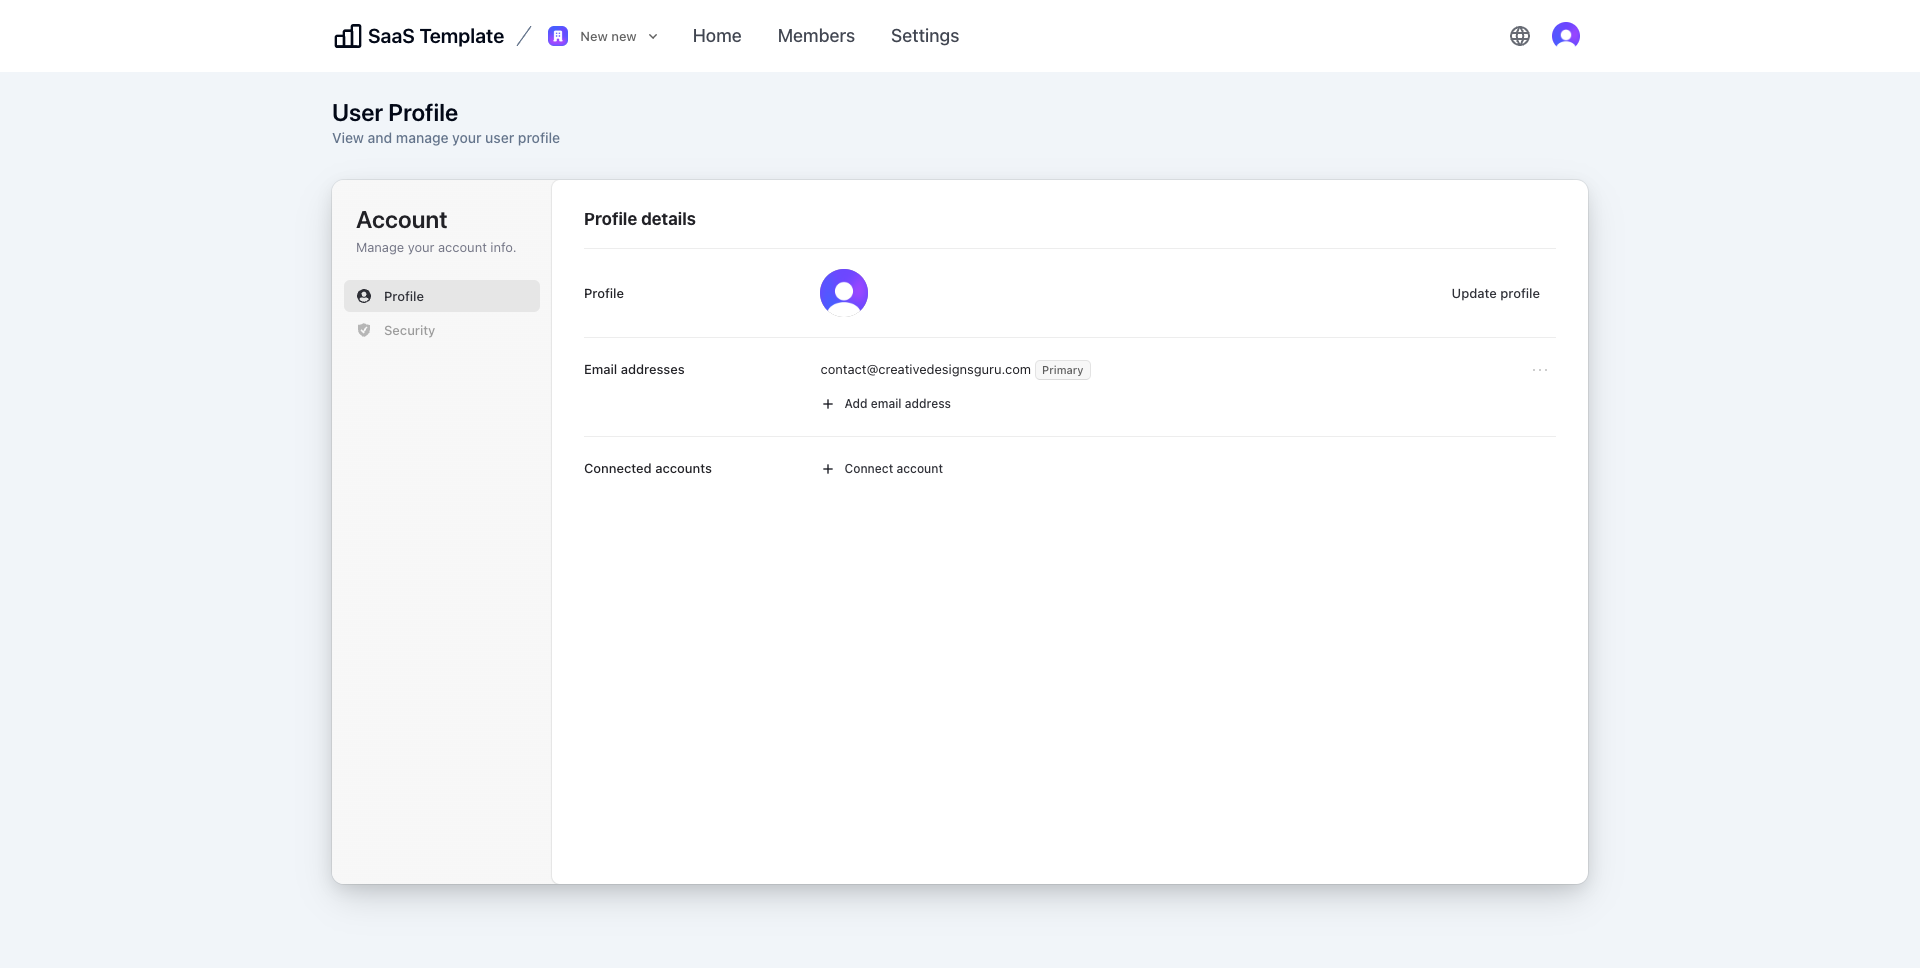 SaaS Template
New new
Home
Members
Settings
User Profile
View and manage your user profile
Account
Manage your account info.
Profile
Security
Profile details
Profile
Update profile
Email addresses
contact@creativedesignsguru.com Primary
Add email address
Connected accounts
Connect account